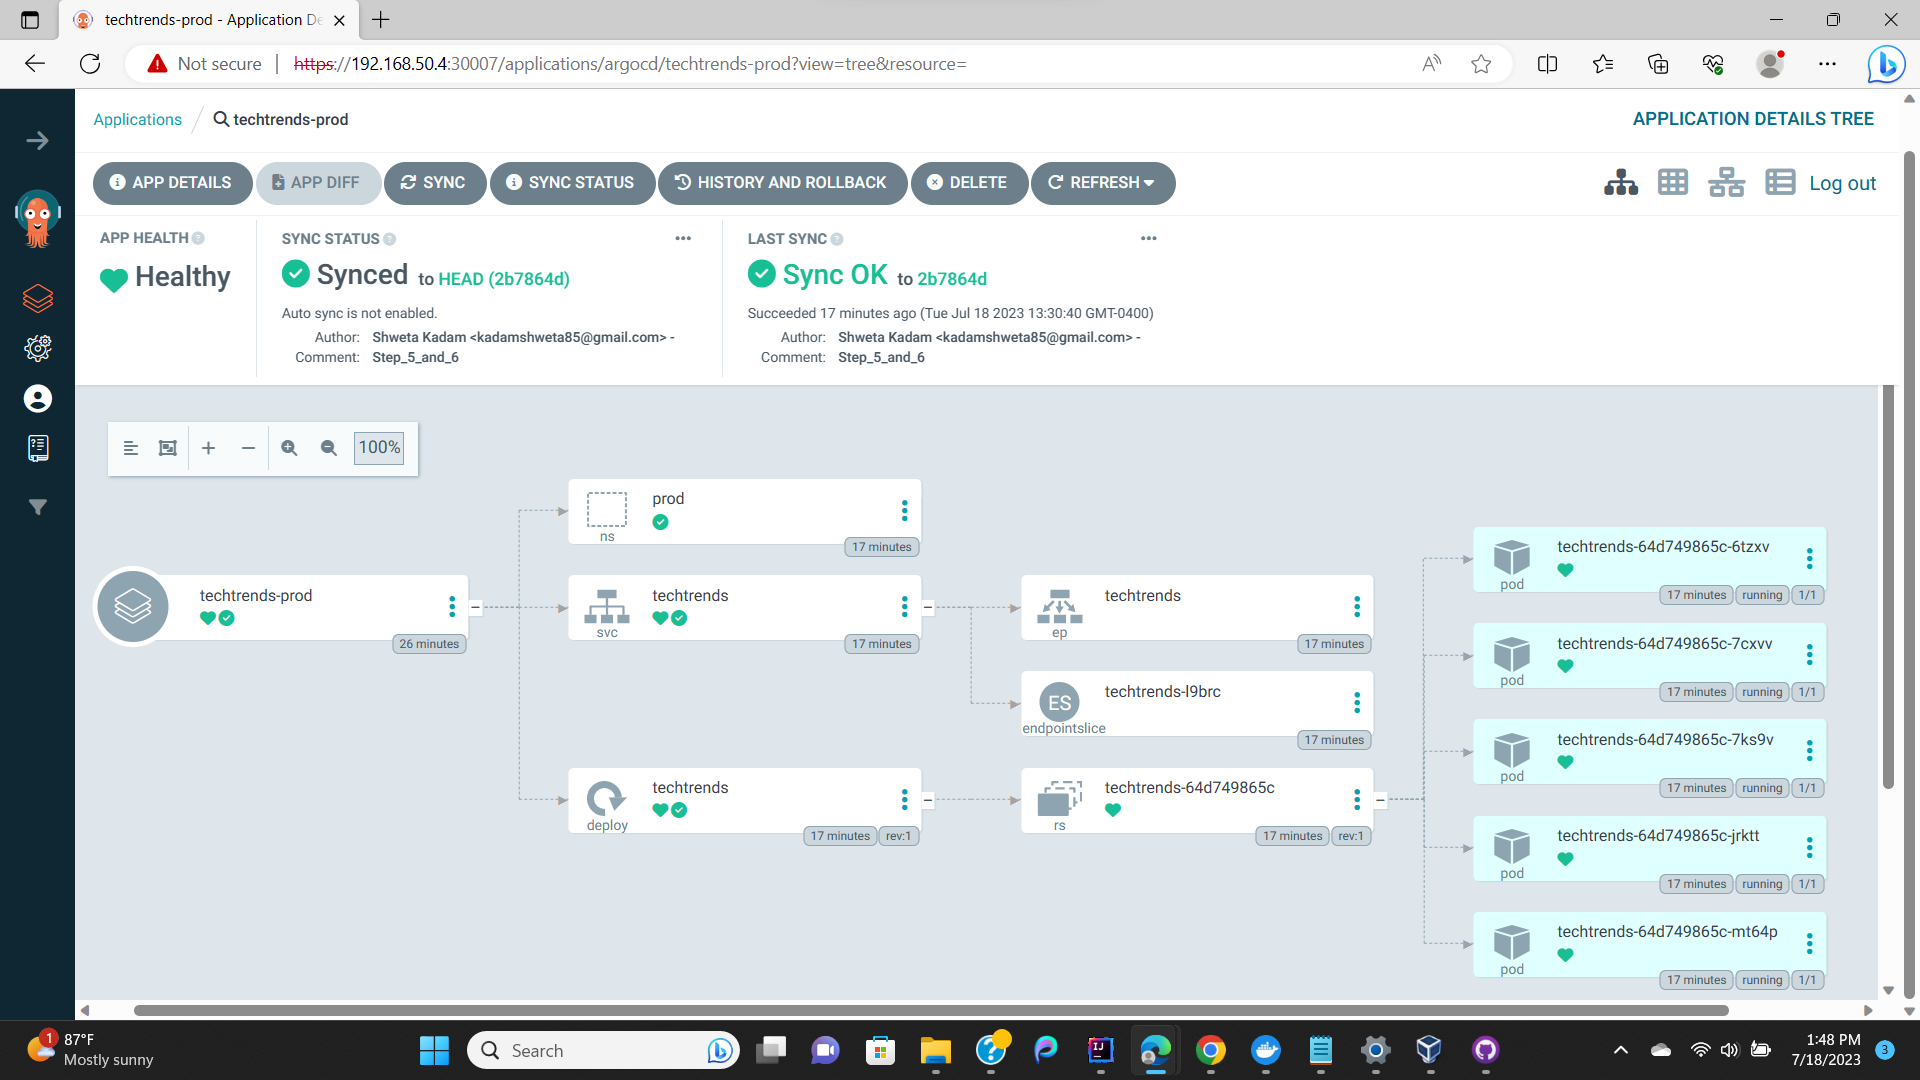 techtrends-prod - Application De
Not secure
https://192.168.50.4:30007/applications/argocd/techtrends-prod?view=tree&resource=
Applications
techtrends-prod
APPLICATION DETAILS TREE
APP DETAILS
APP DIFF
SYNC
SYNC STATUS
HISTORY AND ROLLBACK
DELETE
REFRESH
Log out
APP HEALTH
Healthy
SYNC STATUS
Synced to HEAD (2b7864d)
Auto sync is not enabled.
Author: Shweta Kadam <kadamshweta85@gmail.com> -
Comment: Step_5_and_6
LAST SYNC
Sync OK to 2b7864d
Succeeded 17 minutes ago (Tue Jul 18 2023 13:30:40 GMT-0400)
Author: Shweta Kadam <kadamshweta85@gmail.com> -
Comment: Step_5_and_6
100%
techtrends-prod
26 minutes
prod
ns
17 minutes
techtrends
svc
17 minutes
techtrends
deploy
17 minutes rev:1
techtrends
ep
17 minutes
ES
techtrends-l9brc
endpointslice
17 minutes
techtrends-64d749865c
rs
17 minutes rev:1
techtrends-64d749865c-6tzxv
pod
17 minutes running 1/1
techtrends-64d749865c-7cxvv
pod
17 minutes running 1/1
techtrends-64d749865c-7ks9v
pod
17 minutes running 1/1
techtrends-64d749865c-jrktt
pod
17 minutes running 1/1
techtrends-64d749865c-mt64p
pod
17 minutes running 1/1
1
87°F
Mostly sunny
Search
IJ
1:48 PM
7/18/2023
3